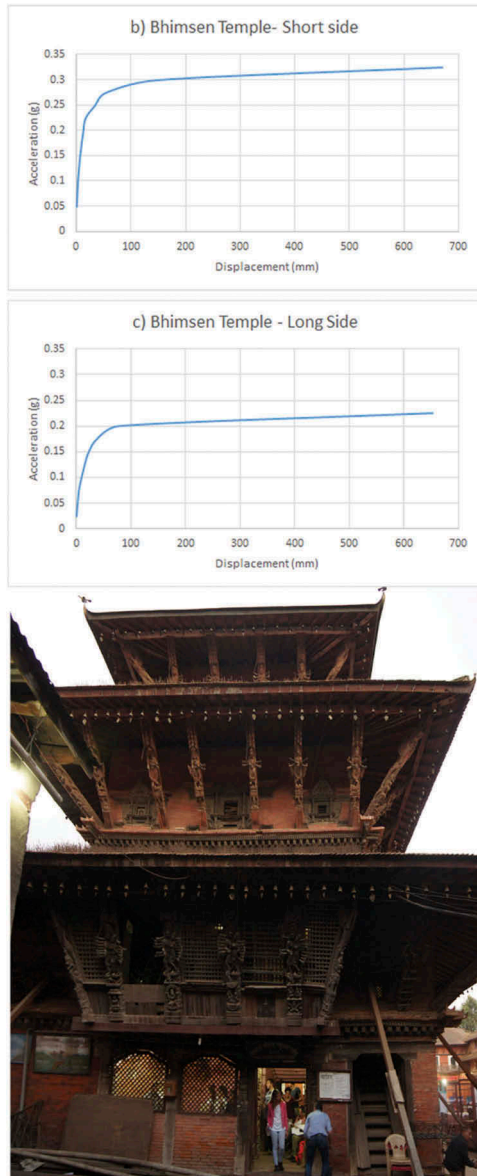 b) Bhimsen Temple- Short side
0.35
0.3
0.25
0.2
0.15
0.1
0.05
0
Acceleration (g)
0 100 200 300 400 500 600 700
Displacement (mm)
c) Bhimsen Temple - Long Side
0.35
0.3
0.25
0.2
0.15
0.1
0.05
0
Acceleration (g)
0 100 200 300 400 500 600 700
Displacement (mm)